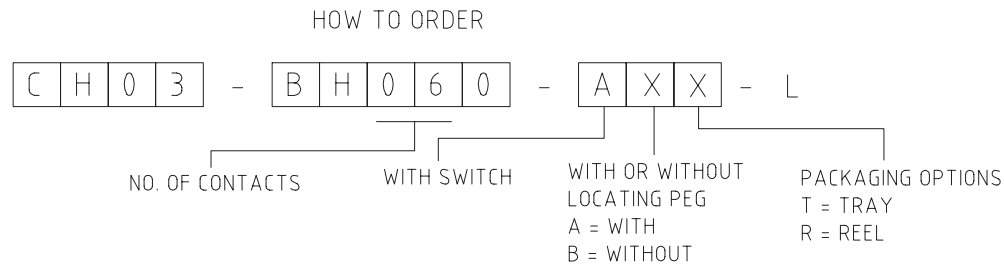 HOW TO ORDER
CH03 - BH060 - AXX - L
NO. OF CONTACTS
WITH SWITCH
WITH OR WITHOUT
LOCATING PEG
A = WITH
B = WITHOUT
PACKAGING OPTIONS
T = TRAY
R = REEL